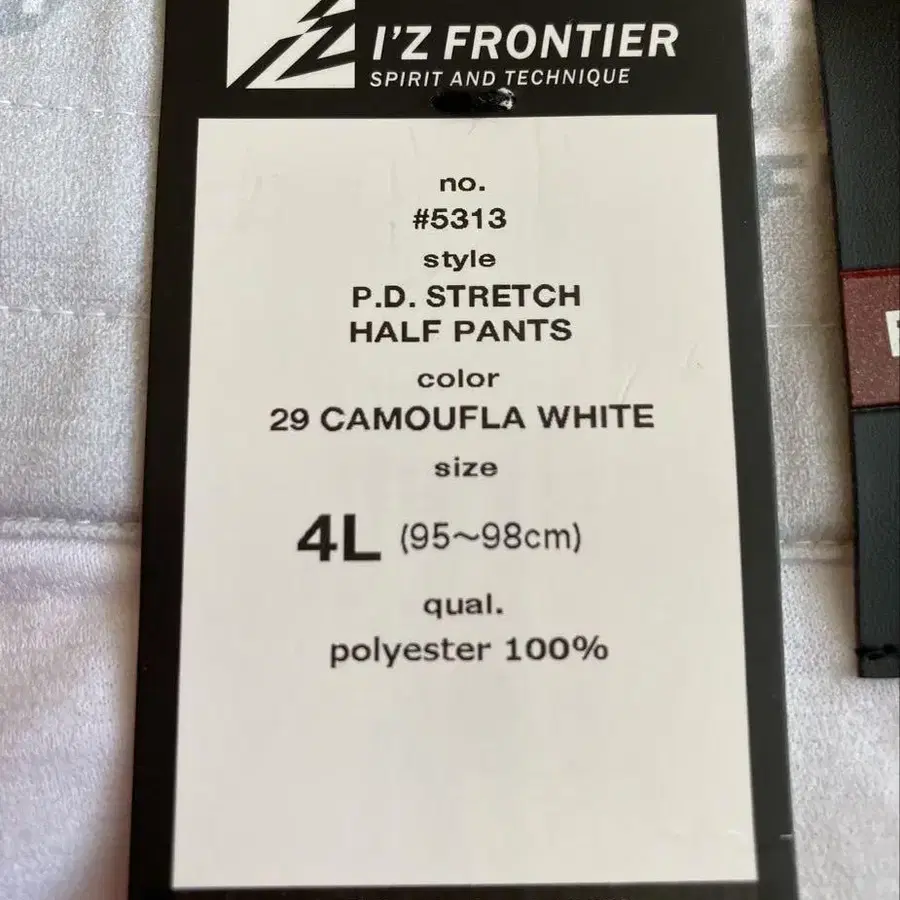 I'Z FRONTIER
SPIRIT AND TECHNIQUE
no.
#5313
style
P.D. STRETCH
HALF PANTS
color
29 CAMOUFLA WHITE
size
4L (95～98cm)
qual.
polyester 100%